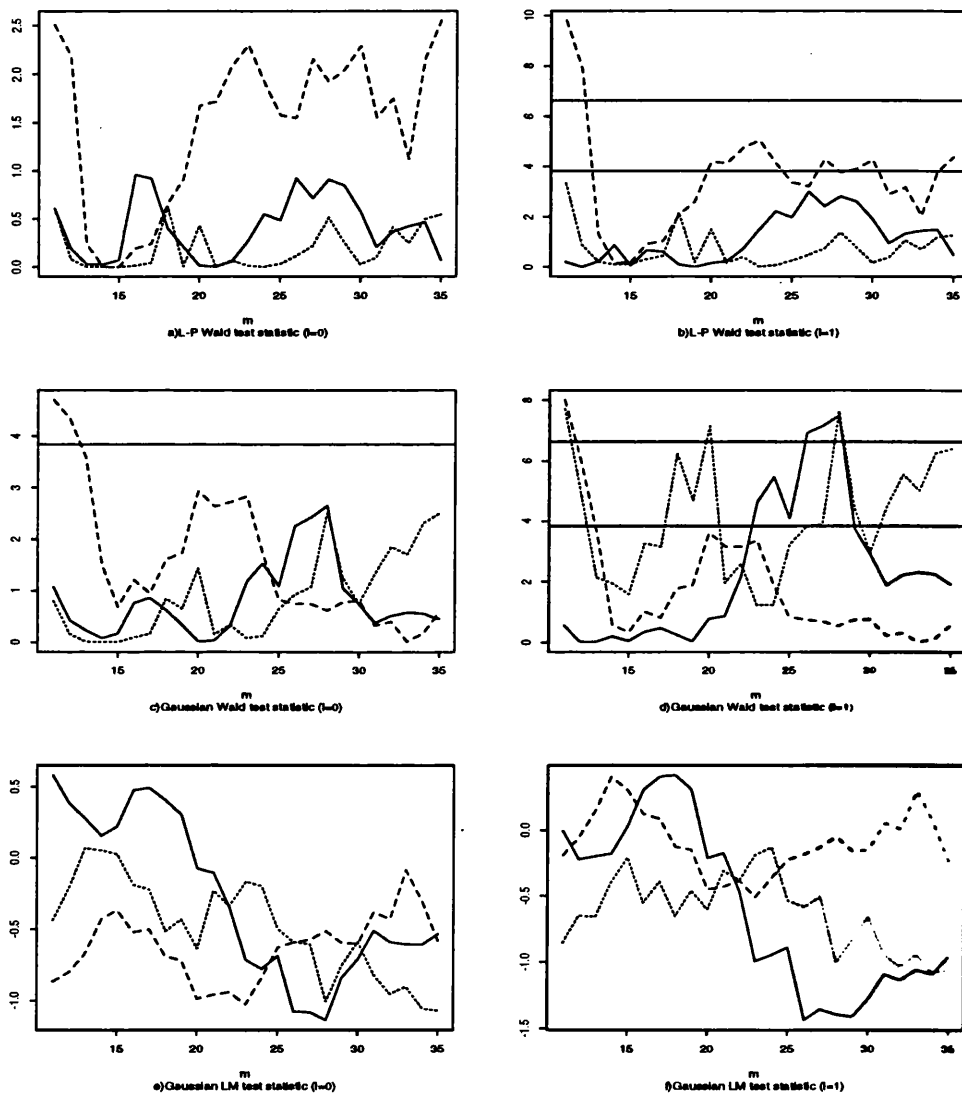 2.5
2.0
1.5
1.0
0.5
0.0
15 20 25 30 35
m
a)L-P Wald test statistic (l=0)
10
8
6
4
2
0
15 20 25 30 35
m
b)L-P Wald test statistic (l=1)
4
3
2
1
0
15 20 25 30 35
m
c)Gaussian Wald test statistic (l=0)
8
6
4
2
0
15 20 25 30 35
m
d)Gaussian Wald test statistic (l=1)
0.5
0.0
-0.5
-1.0
15 20 25 30 35
m
e)Gaussian LM test statistic (l=0)
0.0
-0.5
-1.0
-1.5
15 20 25 30 35
m
f)Gaussian LM test statistic (l=1)